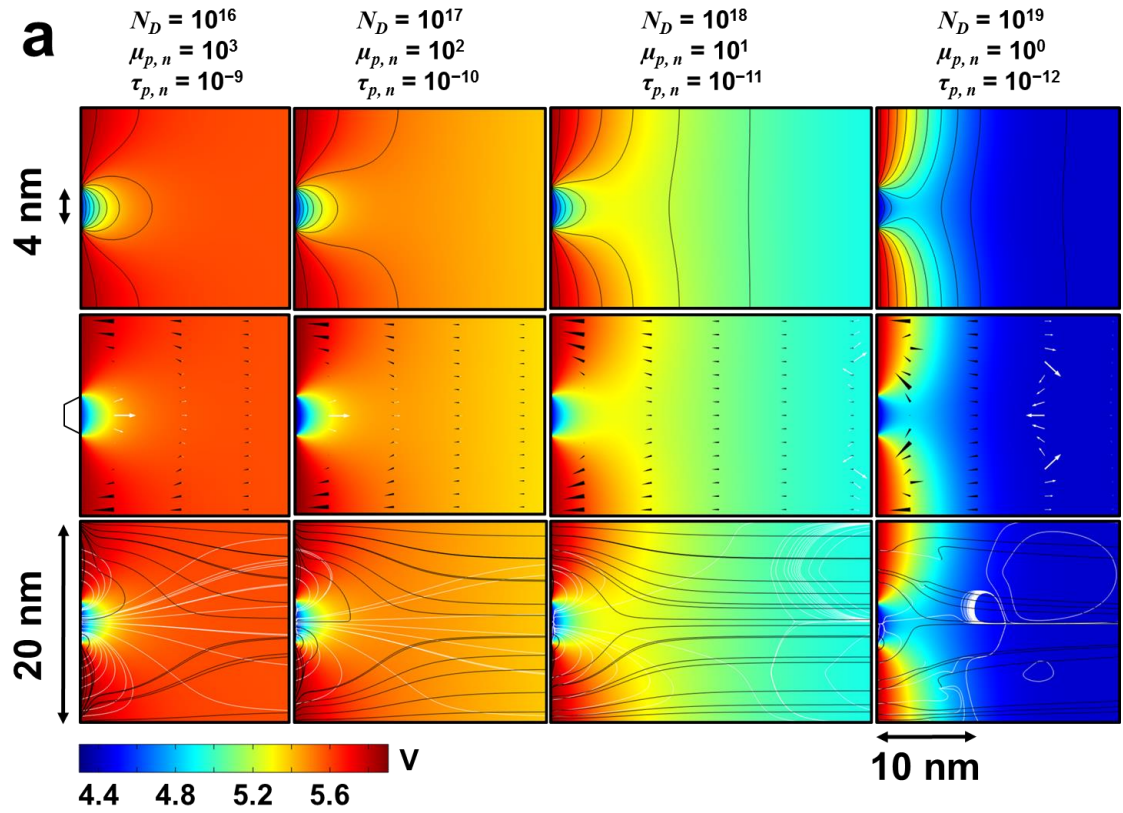 a
N_D = 10^16
μ_p, n = 10^3
τ_p, n = 10^−9
N_D = 10^17
μ_p, n = 10^2
τ_p, n = 10^−10
N_D = 10^18
μ_p, n = 10^1
τ_p, n = 10^−11
N_D = 10^19
μ_p, n = 10^0
τ_p, n = 10^−12
4 nm
20 nm
10 nm
V
4.4 4.8 5.2 5.6